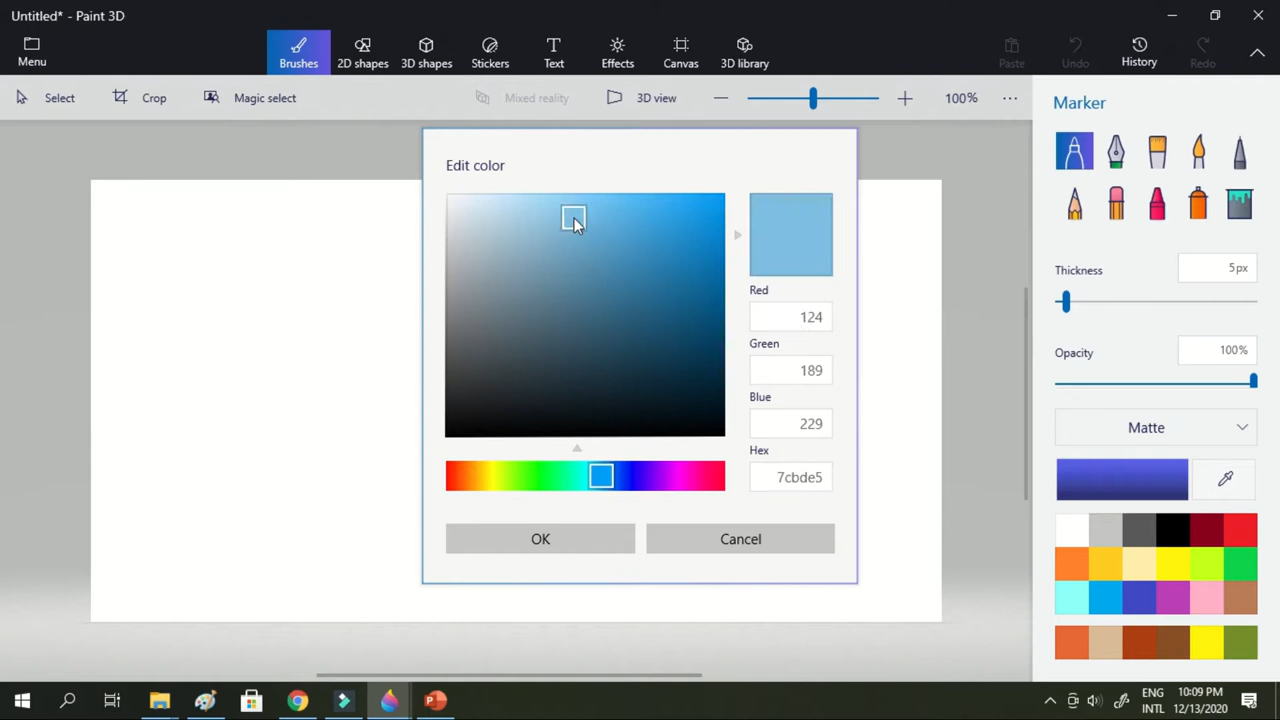 Untitled* - Paint 3D
Menu
Brushes
2D shapes
3D shapes
Stickers
Text
Effects
Canvas
3D library
Paste
Undo
History
Redo
Select
Crop
Magic select
Mixed reality
3D view
100%
Marker
Edit color
Thickness
5px
Red
124
Green
189
Opacity
100%
Blue
229
Matte
Hex
7cbde5
OK
Cancel
ENG
INTL
10:09 PM
12/13/2020